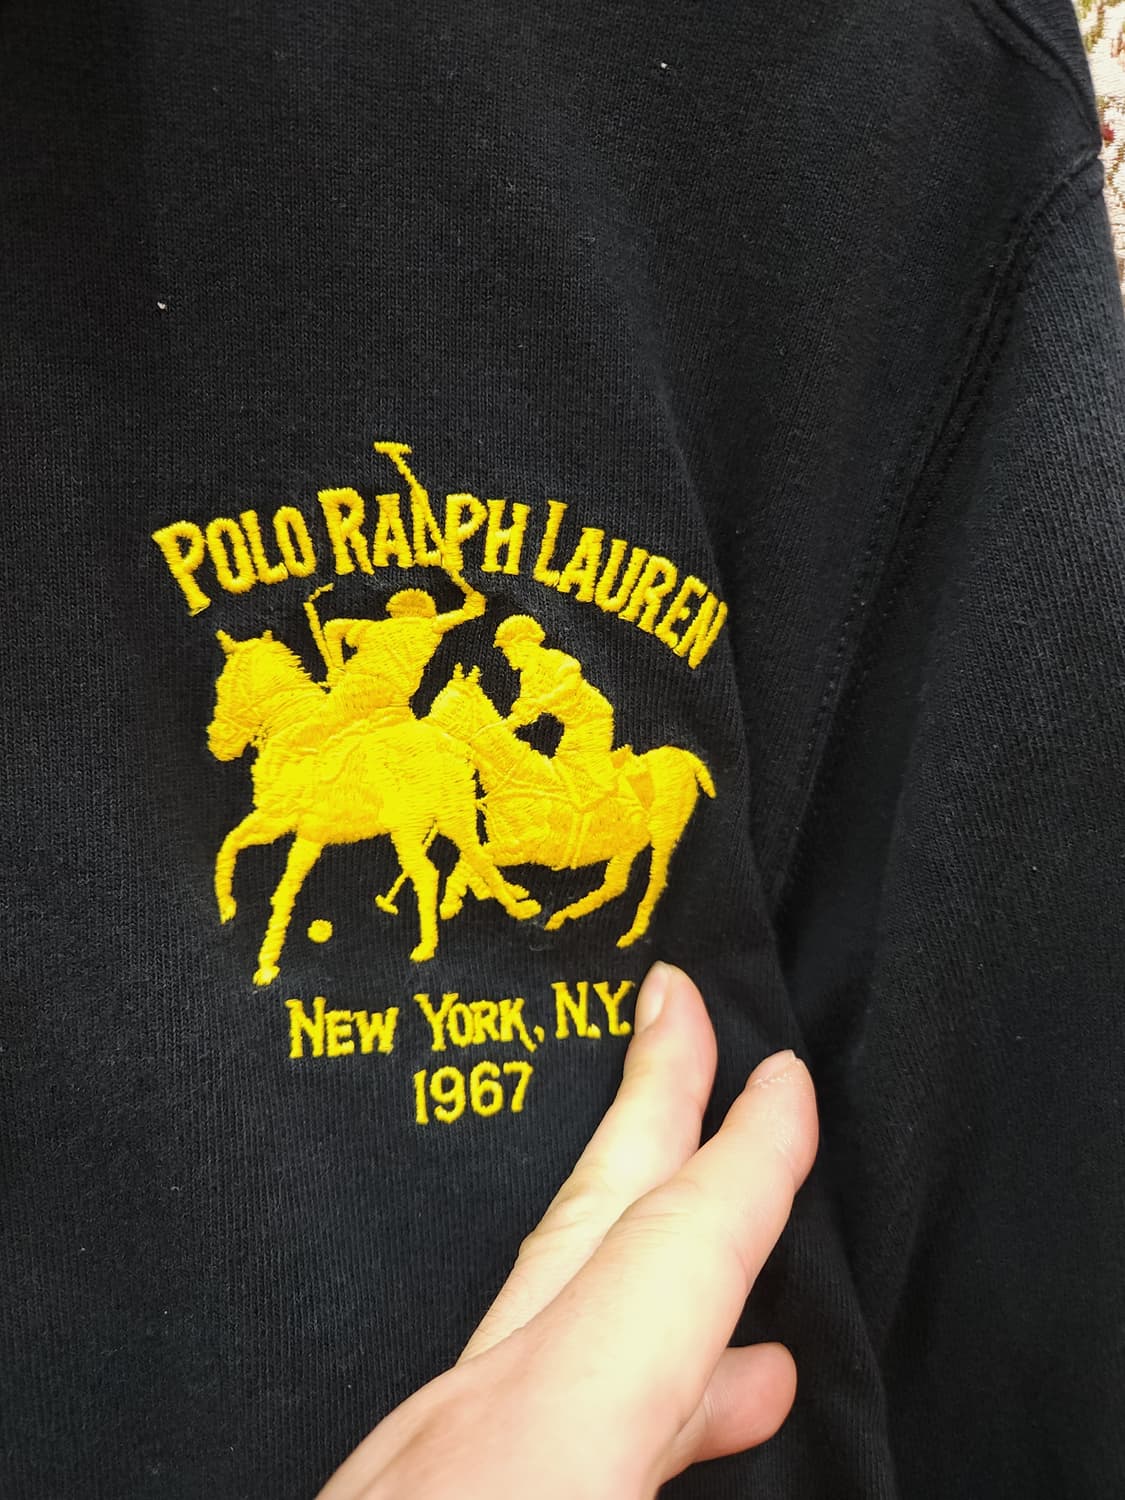 POLO RALPH LAUREN
NEW YORK, N.Y.
1967